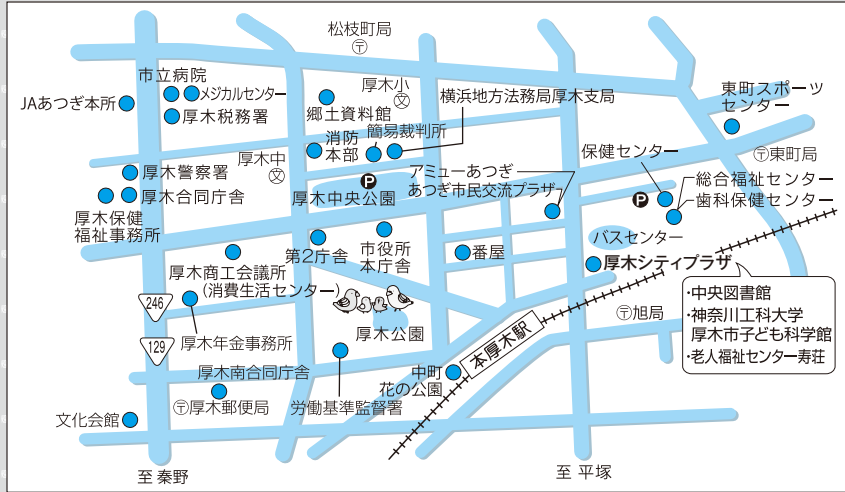 松枝町局
〒
市立病院
メジカルセンター
JAあつぎ本所
厚木税務署
郷土資料館
厚木小
文
横浜地方法務局厚木支局
東町スポーツ
センター
消防
本部
簡易裁判所
厚木中
文
厚木警察署
厚木合同庁舎
厚木保健
福祉事務所
P
厚木中央公園
アミューあつぎ
あつぎ市民交流プラザ
保健センター
〒東町局
P
総合福祉センター
歯科保健センター
バスセンター
厚木商工会議所
(消費生活センター)
第2庁舎
市役所
本庁舎
番屋
厚木シティプラザ
・中央図書館
・神奈川工科大学
厚木市子ども科学館
・老人福祉センター寿荘
246
129
厚木年金事務所
厚木公園
本厚木駅
〒旭局
厚木南合同庁舎
〒厚木郵便局
労働基準監督署
中町
花の公園
文化会館
至 秦野
至 平塚